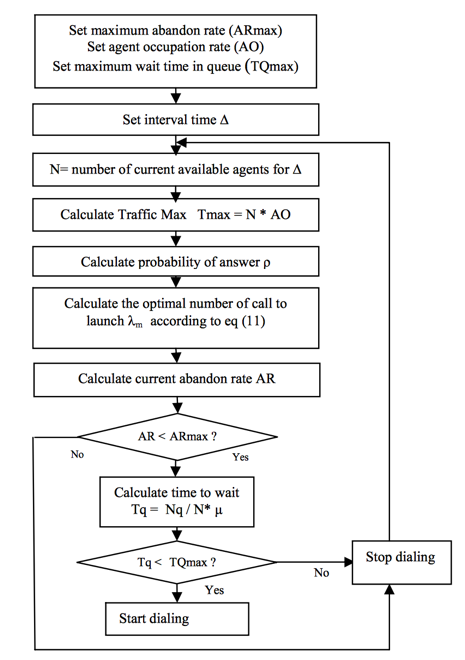 Set maximum abandon rate (ARmax)
Set agent occupation rate (AO)
Set maximum wait time in queue (TQmax)
Set interval time Δ
N= number of current available agents for Δ
Calculate Traffic Max Tmax = N * AO
Calculate probability of answer ρ
Calculate the optimal number of call to
launch λm according to eq (11)
Calculate current abandon rate AR
AR < ARmax ?
No
Yes
Calculate time to wait
Tq = Nq / N* μ
Tq < TQmax ?
No
Stop dialing
Yes
Start dialing